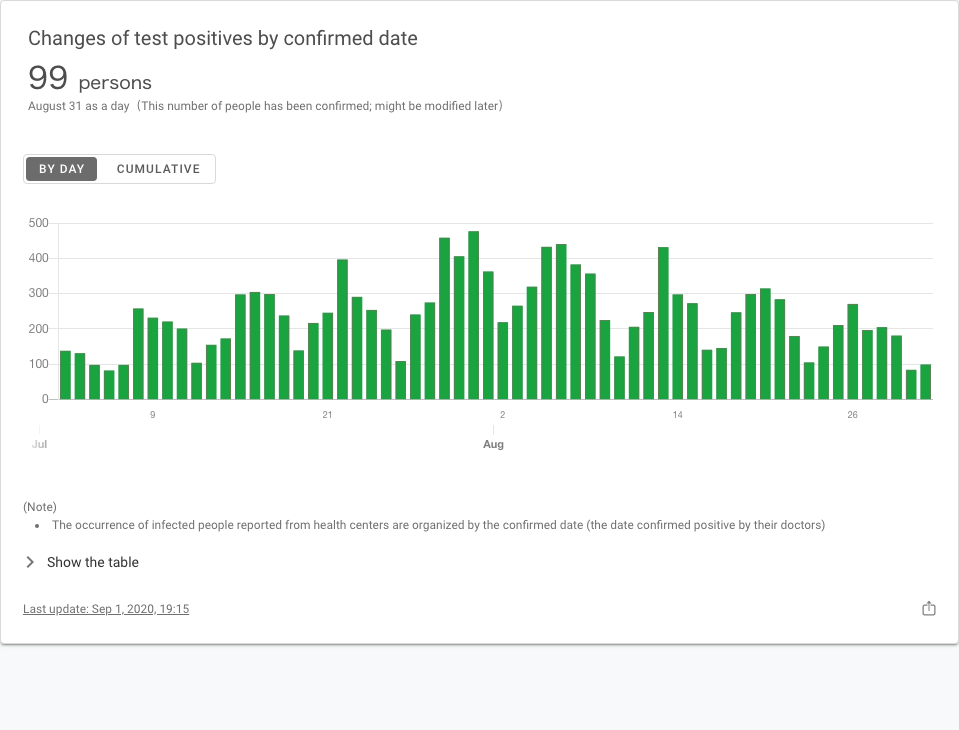 Changes of test positives by confirmed date
99 persons
August 31 as a day（This number of people has been confirmed; might be modified later）
BY DAY CUMULATIVE
500
400
300
200
100
0
9 21 2 14 26
Jul Aug
(Note)
• The occurrence of infected people reported from health centers are organized by the confirmed date (the date confirmed positive by their doctors)
Show the table
Last update: Sep 1, 2020, 19:15